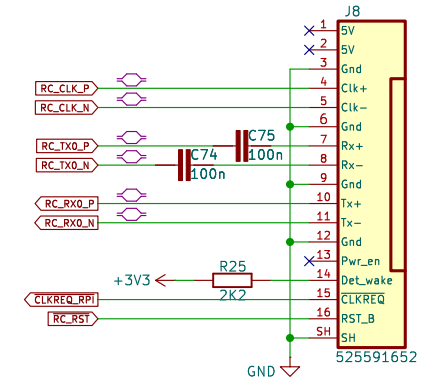 J8
1 5V
2 5V
3 Gnd
RC_CLK_P 4 Clk+
RC_CLK_N 5 Clk-
6 Gnd
C75
RC_TX0_P 7 Rx+
C74 100n
RC_TX0_N 8 Rx-
100n
9 Gnd
RC_RX0_P 10 Tx+
RC_RX0_N 11 Tx-
12 Gnd
13 Pwr_en
R25
+3V3 14 Det_wake
2K2
CLKREQ_RPi 15 CLKREQ
RC_RST 16 RST_B
SH SH
525591652
GND